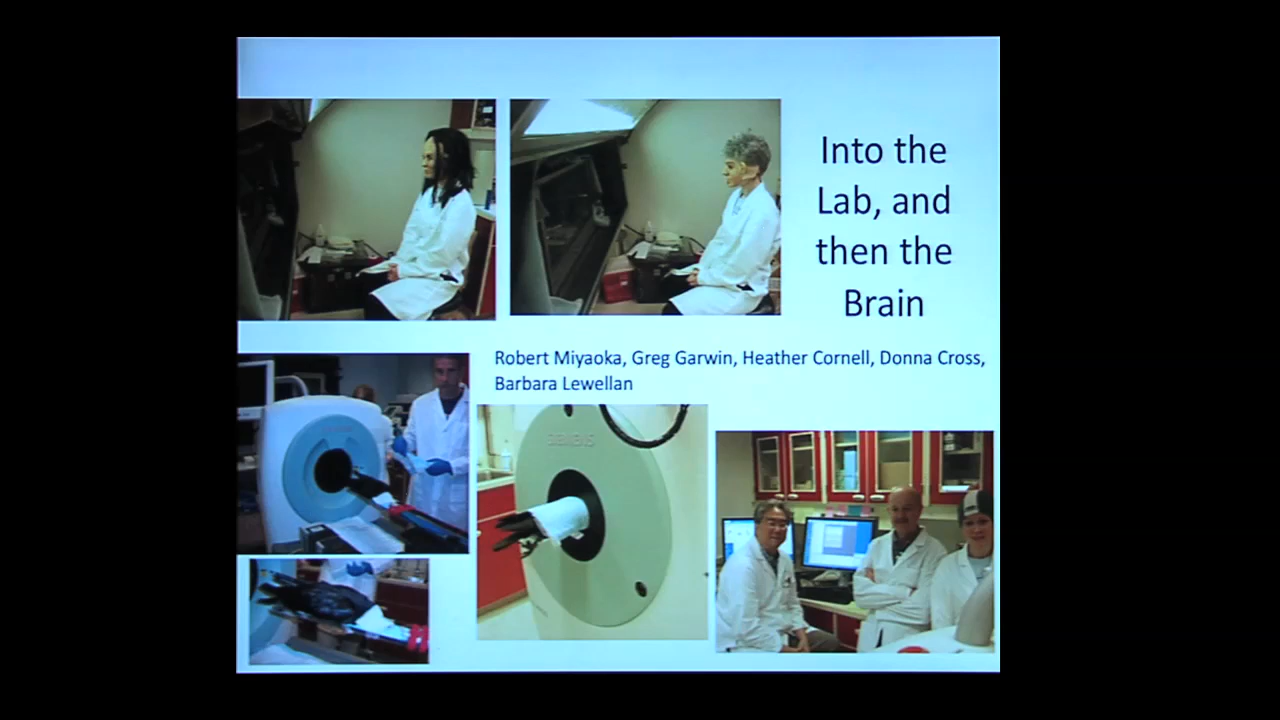 Into the
Lab, and
then the
Brain
Robert Miyaoka, Greg Garwin, Heather Cornell, Donna Cross,
Barbara Lewellan
SIEMENS